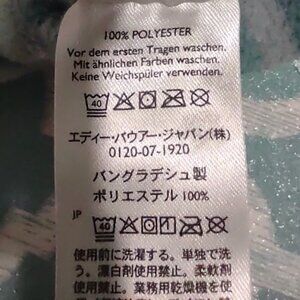 100% POLYESTER
Vor dem ersten Tragen waschen.
Mit ähnlichen Farben waschen.
Keine Weichspüler verwenden.
40
エディー・バウアー・ジャパン(株)
0120-07-1920
バングラデシュ製
ポリエステル 100%
JP
40
使用前に洗濯する。単独で洗
う。漂白剤使用禁止。柔軟剤
使用禁止。業務用乾燥機を使